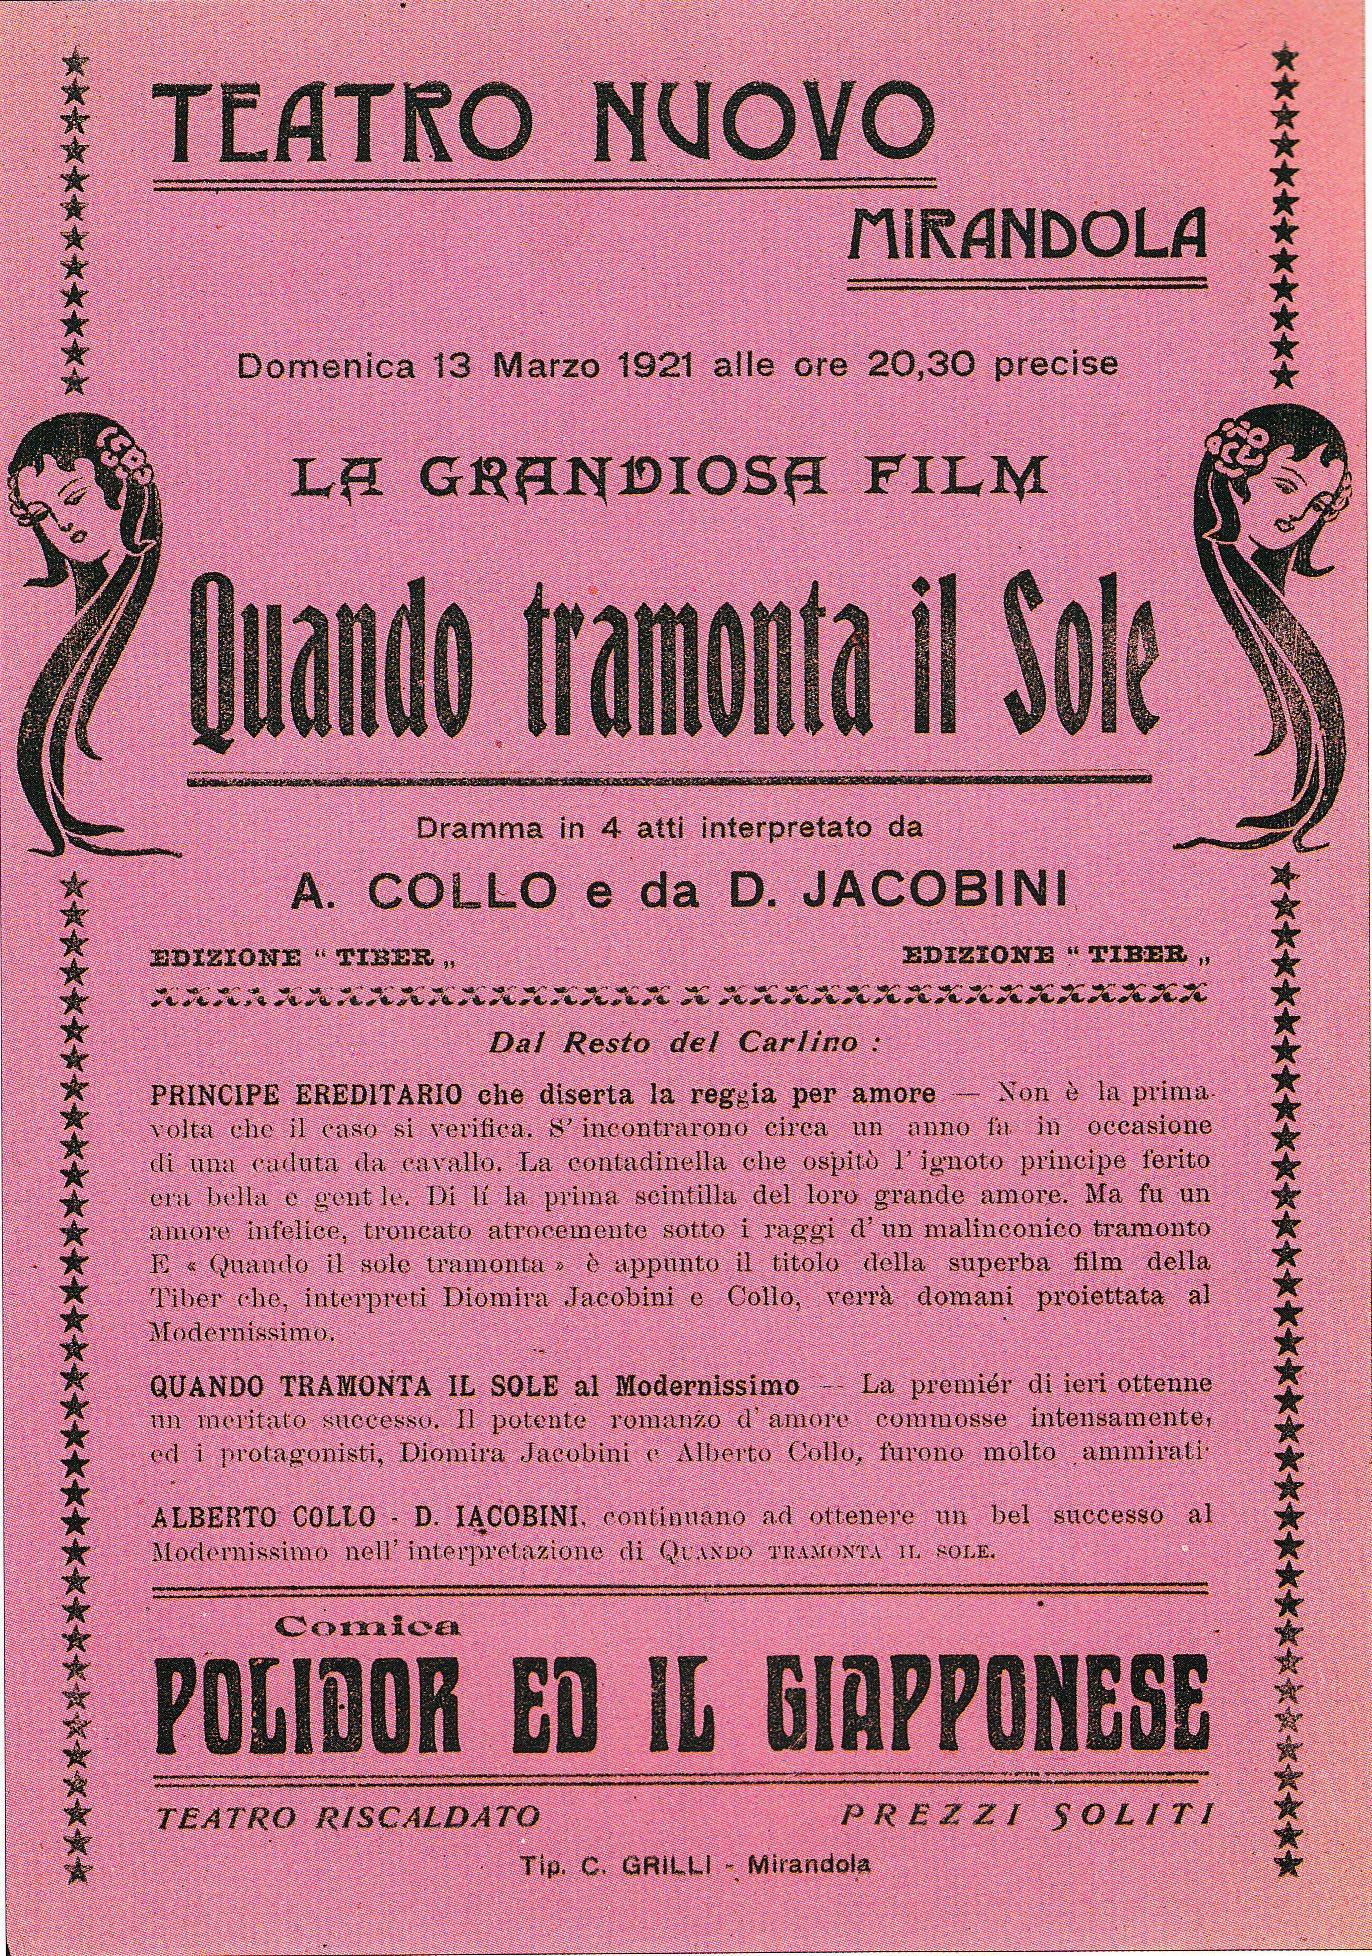 TEATRO NUOVO
MIRANDOLA
Domenica 13 Marzo 1921 alle ore 20,30 precise
LA GRANDIOSA FILM
Quando tramonta il Sole
Dramma in 4 atti interpretato da
A. COLLO e da D. JACOBINI
EDIZIONE “ TIBER „ EDIZIONE “ TIBER „
Dal Resto del Carlino :
PRINCIPE EREDITARIO che diserta la reggia per amore — Non è la prima
volta che il caso si verifica. S' incontrarono circa un anno fa in occasione
di una caduta da cavallo. La contadinella che ospitò l' ignoto principe ferito
era bella e gent le. Di lí la prima scintilla del loro grande amore. Ma fu un
amore infelice, troncato atrocemente sotto i raggi d' un malinconico tramonto
E « Quando il sole tramonta » è appunto il titolo della superba film della
Tiber che, interpreti Diomira Jacobini e Collo, verrà domani proiettata al
Modernissimo.
QUANDO TRAMONTA IL SOLE al Modernissimo — La premiér di ieri ottenne
un meritato successo. Il potente romanzo d' amore commosse intensamente,
ed i protagonisti, Diomira Jacobini e Alberto Collo, furono molto ammirati·
ALBERTO COLLO - D. IACOBINI. continuano ad ottenere un bel successo al
Modernissimo nell' interpretazione di QUANDO TRAMONTA IL SOLE.
Comica
POLIDOR ED IL GIAPPONESE
TEATRO RISCALDATO PREZZI SOLITI
Tip. C. GRILLI - Mirandola